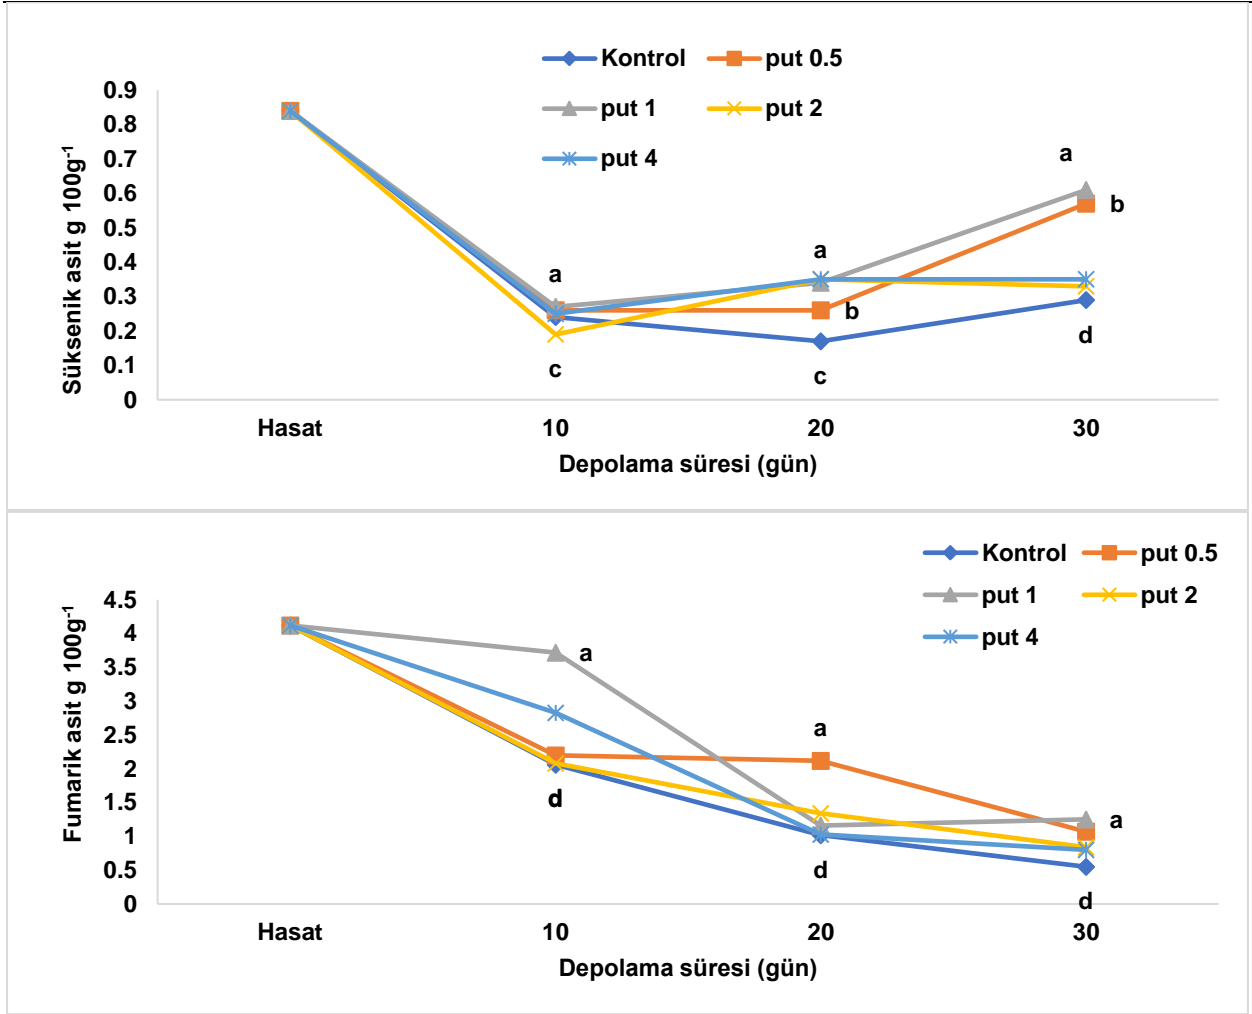 Kontrol put 0.5
put 1 put 2
put 4
Süksenik asit g 100g⁻¹
0.9
0.8
0.7
0.6
0.5
0.4
0.3
0.2
0.1
0
a
c
a
b
c
a
b
d
Hasat 10 20 30
Depolama süresi (gün)
Kontrol put 0.5
put 1 put 2
put 4
Fumarik asit g 100g⁻¹
4.5
4
3.5
3
2.5
2
1.5
1
0.5
0
a
d
a
d
a
d
Hasat 10 20 30
Depolama süresi (gün)